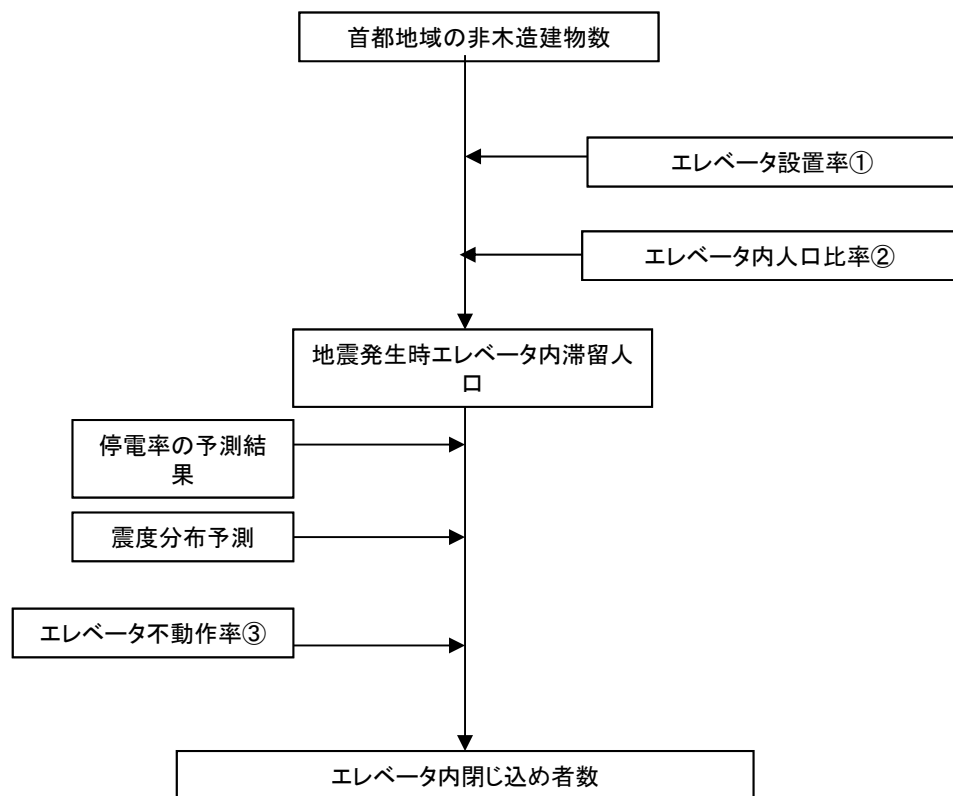 首都地域の非木造建物数
エレベータ設置率①
エレベータ内人口比率②
地震発生時エレベータ内滞留人
口
停電率の予測結
果
震度分布予測
エレベータ不動作率③
エレベータ内閉じ込め者数